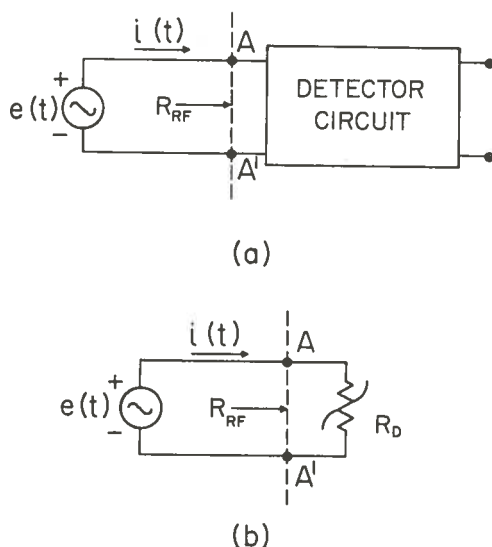 i(t)
A
+
e(t)
-
R_RF
DETECTOR
CIRCUIT
A'
(a)
i(t)
A
+
e(t)
-
R_RF
R_D
A'
(b)